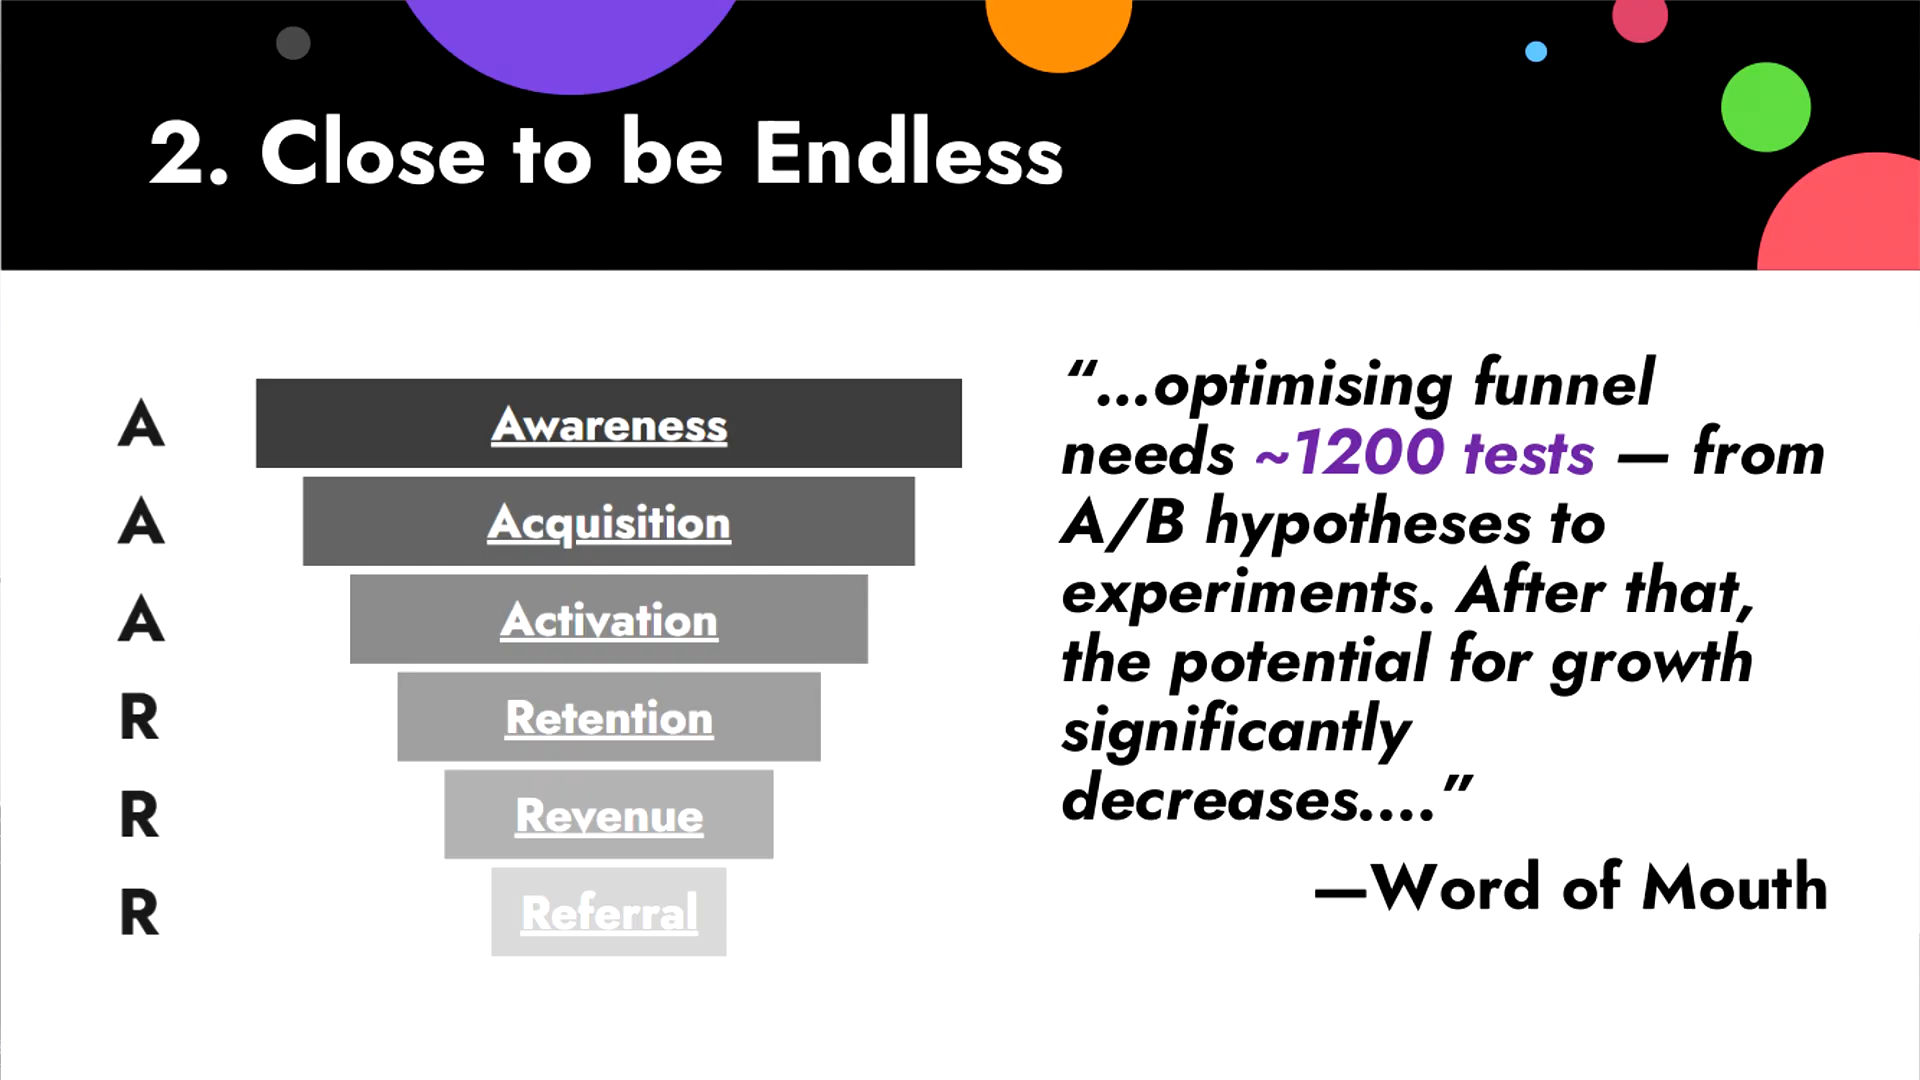 2. Close to be Endless
A
Awareness
A
Acquisition
A
Activation
R
Retention
R
Revenue
R
Referral
“...optimising funnel
needs ~1200 tests — from
A/B hypotheses to
experiments. After that,
the potential for growth
significantly
decreases....”
—Word of Mouth